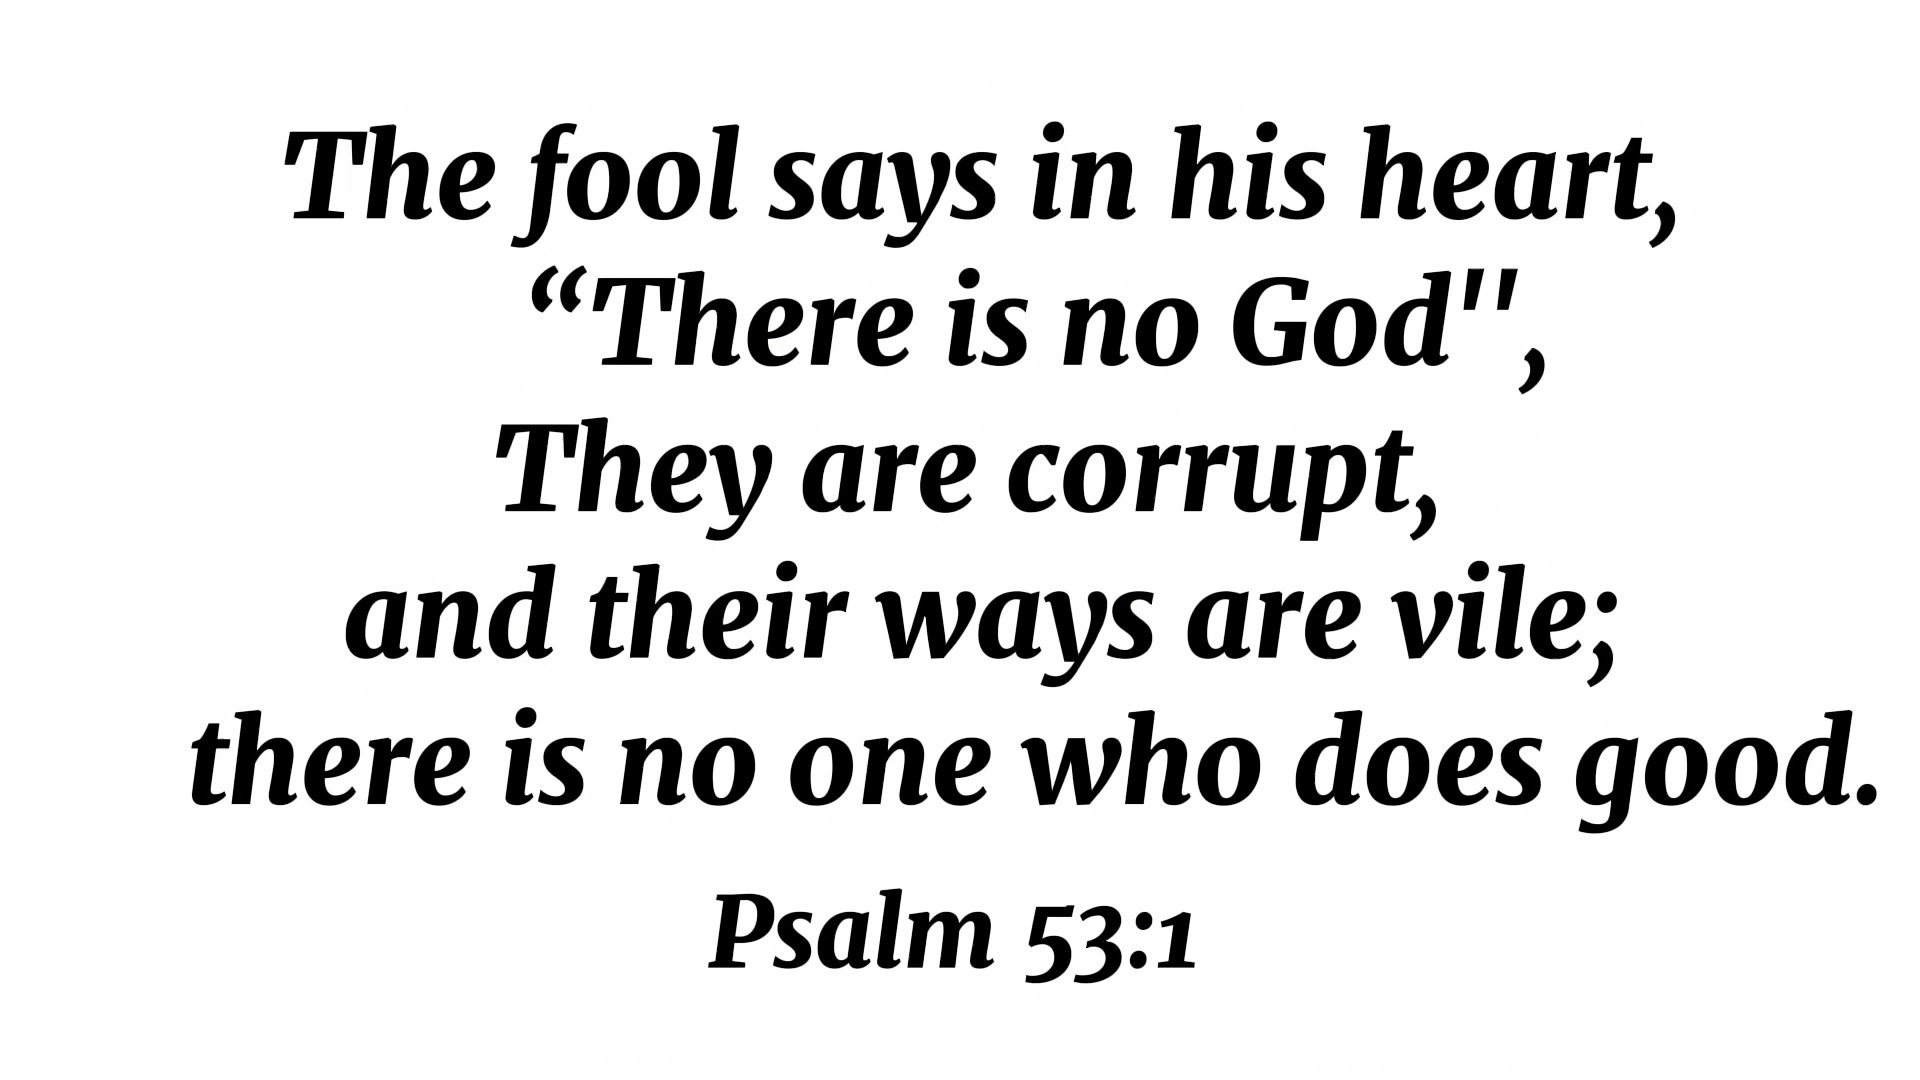 The fool says in his heart,
“There is no God",
They are corrupt,
and their ways are vile;
there is no one who does good.
Psalm 53:1